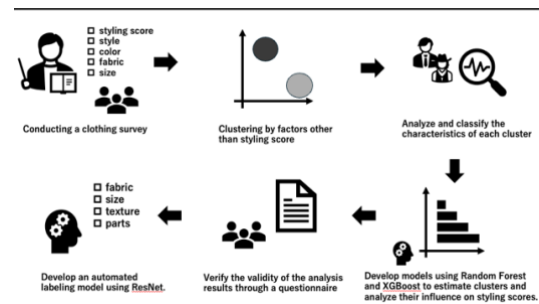 styling score
style
color
fabric
size
Conducting a clothing survey
Clustering by factors other
than styling score
Analyze and classify the
characteristics of each cluster
Develop models using Random Forest
and XGBoost to estimate clusters and
analyze their influence on styling scores.
Verify the validity of the analysis
results through a questionnaire
fabric
size
texture
parts
Develop an automated
labeling model using ResNet.